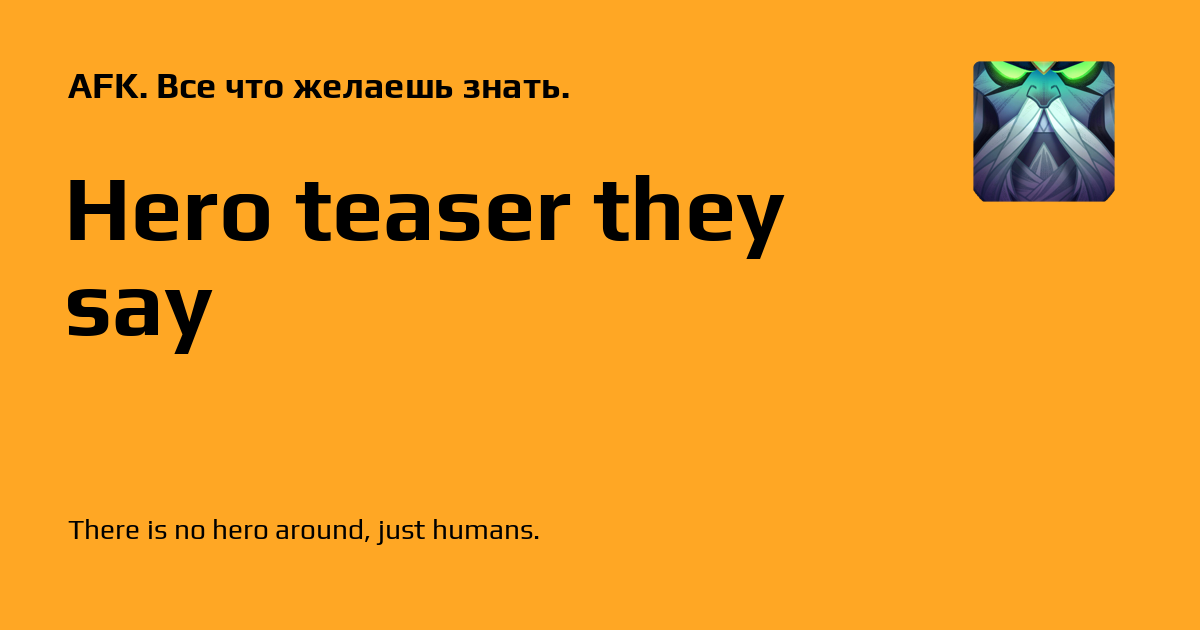 AFK. Все что желаешь знать.
Hero teaser they
say
There is no hero around, just humans.